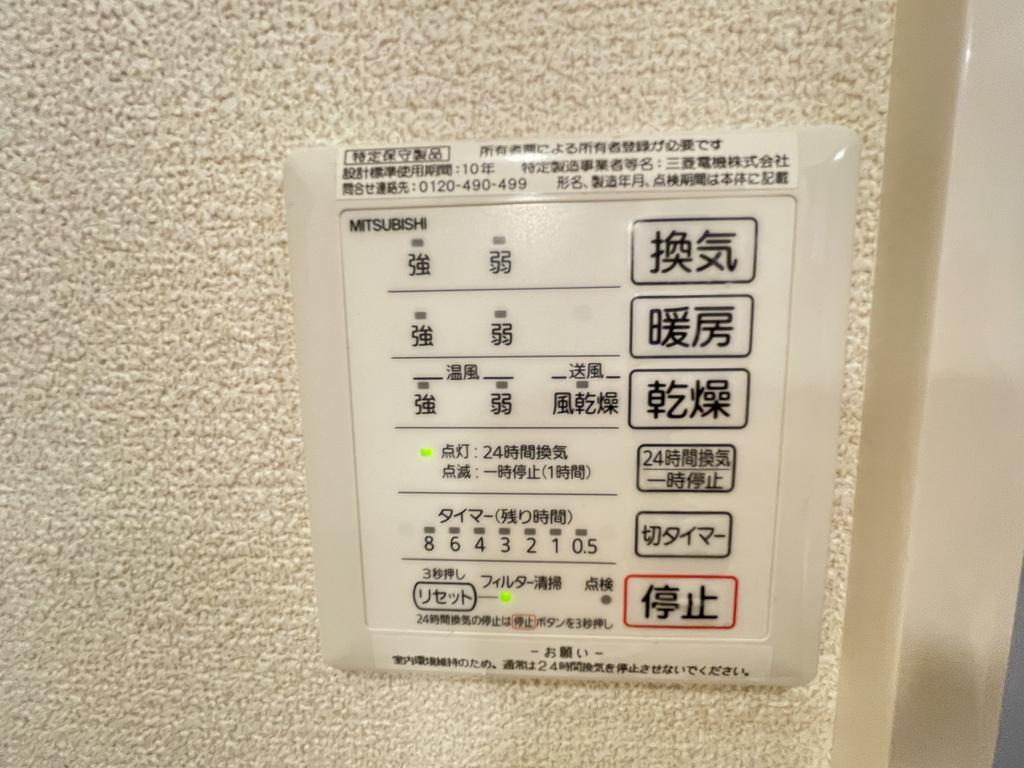 特定保守製品 所有者票による所有者登録が必要です
設計標準使用期間:10年 特定製造事業者等名:三菱電機株式会社
問合せ連絡先:0120-490-499 形名、製造年月、点検期間は本体に記載
MITSUBISHI
強 弱 換気
強 弱 暖房
温風 送風
強 弱 風乾燥 乾燥
点灯:24時間換気 24時間換気
点滅:一時停止(1時間) 一時停止
タイマー(残り時間)
8 6 4 3 2 1 0.5 切タイマー
3秒押し フィルター清掃 点検
リセット 停止
24時間換気の停止は停止ボタンを3秒押し
-お願い-
室内環境維持のため、通常は24時間換気を停止させないでください。